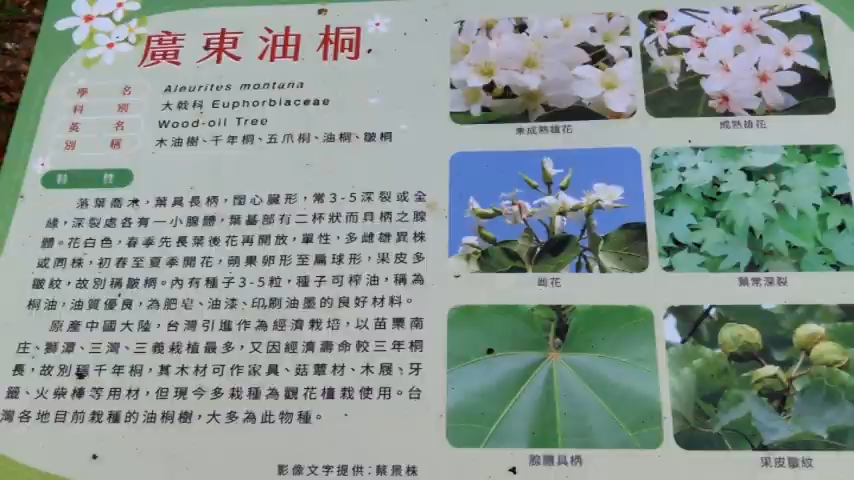 廣東油桐
學名 Aleurites montana
科別 大戟科 Euphorbiaceae
英名 Wood-oil Tree
別稱 木油樹、千年桐、五爪桐、油桐、皺桐
特性
落葉喬木，葉具長柄，闊心臟形，常3-5深裂或全
緣，深裂處各有一小腺體，葉基部有二杯狀而具柄之腺
體。花白色，春季先長葉後花再開放，單性，多雌雄異株
或同株，初春至夏季開花，蒴果卵形至扁球形，果皮多
皺紋，故別稱皺桐。內有種子3-5粒，種子可榨油，稱為
桐油，油質優良，為肥皂、油漆、印刷油墨的良好材料。
原產中國大陸，台灣引進作為經濟栽培，以苗栗南
庄、獅潭、三灣、三義栽植最多，又因經濟壽命較三年桐
長，故別稱千年桐，其木材可作家具、菇蕈材、木屐、牙
籤、火柴棒等用材，但現今多栽種為觀花植栽使用。台
灣各地目前栽種的油桐樹，大多為此物種。
影像文字提供：蔡景株
未成熟雄花
成熟雄花
雌花
葉常深裂
腺體具柄
果皮皺紋